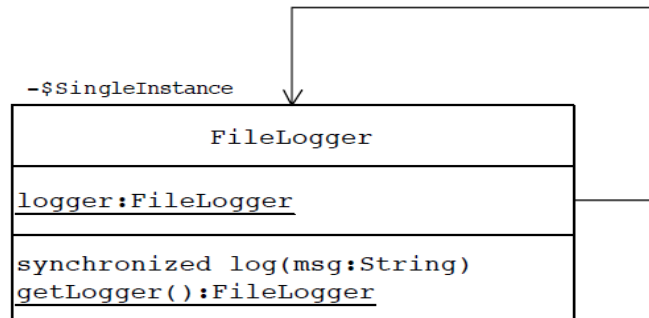 -$SingleInstance
FileLogger
logger:FileLogger
synchronized log(msg:String)
getLogger():FileLogger